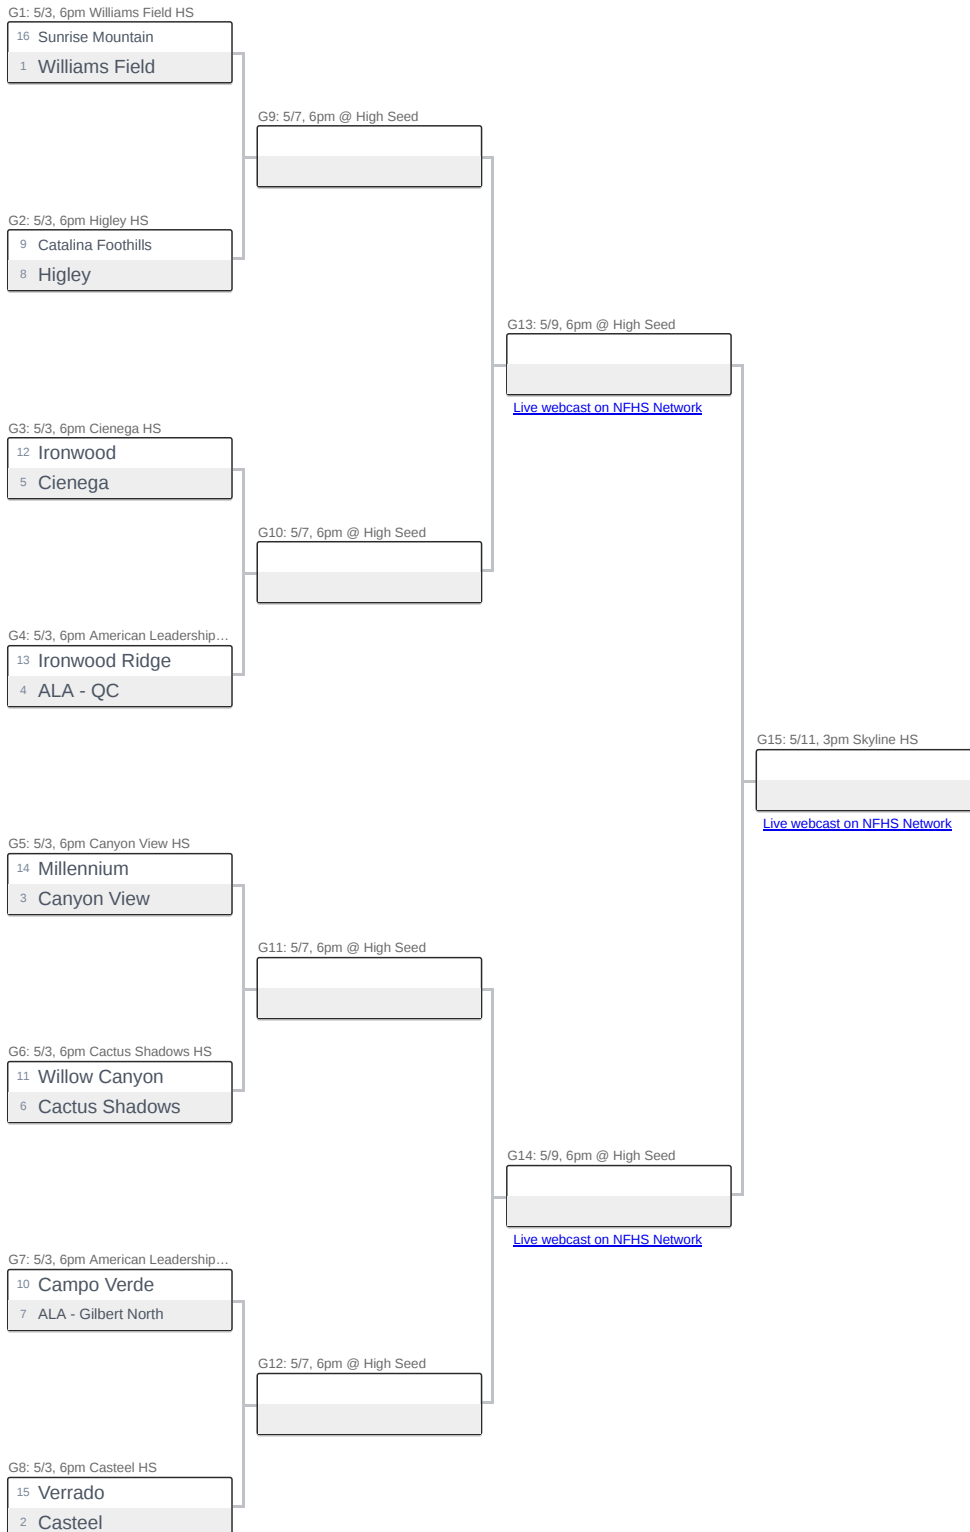 G1: 5/3, 6pm Williams Field HS
16 Sunrise Mountain
1 Williams Field
G9: 5/7, 6pm @ High Seed
G2: 5/3, 6pm Higley HS
9 Catalina Foothills
8 Higley
G13: 5/9, 6pm @ High Seed
Live webcast on NFHS Network
G3: 5/3, 6pm Cienega HS
12 Ironwood
5 Cienega
G10: 5/7, 6pm @ High Seed
G4: 5/3, 6pm American Leadership…
13 Ironwood Ridge
4 ALA - QC
G15: 5/11, 3pm Skyline HS
Live webcast on NFHS Network
G5: 5/3, 6pm Canyon View HS
14 Millennium
3 Canyon View
G11: 5/7, 6pm @ High Seed
G6: 5/3, 6pm Cactus Shadows HS
11 Willow Canyon
6 Cactus Shadows
G14: 5/9, 6pm @ High Seed
Live webcast on NFHS Network
G7: 5/3, 6pm American Leadership…
10 Campo Verde
7 ALA - Gilbert North
G12: 5/7, 6pm @ High Seed
G8: 5/3, 6pm Casteel HS
15 Verrado
2 Casteel